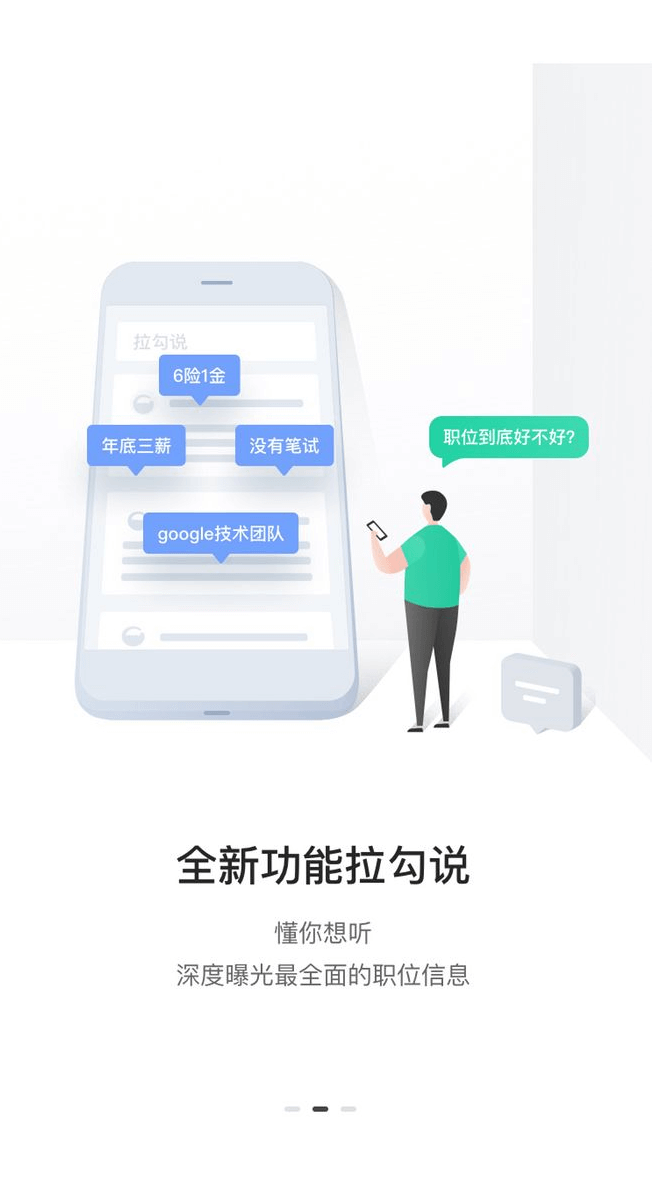 拉勾说
6险1金
年底三薪
没有笔试
职位到底好不好?
google技术团队
全新功能拉勾说
懂你想听
深度曝光最全面的职位信息